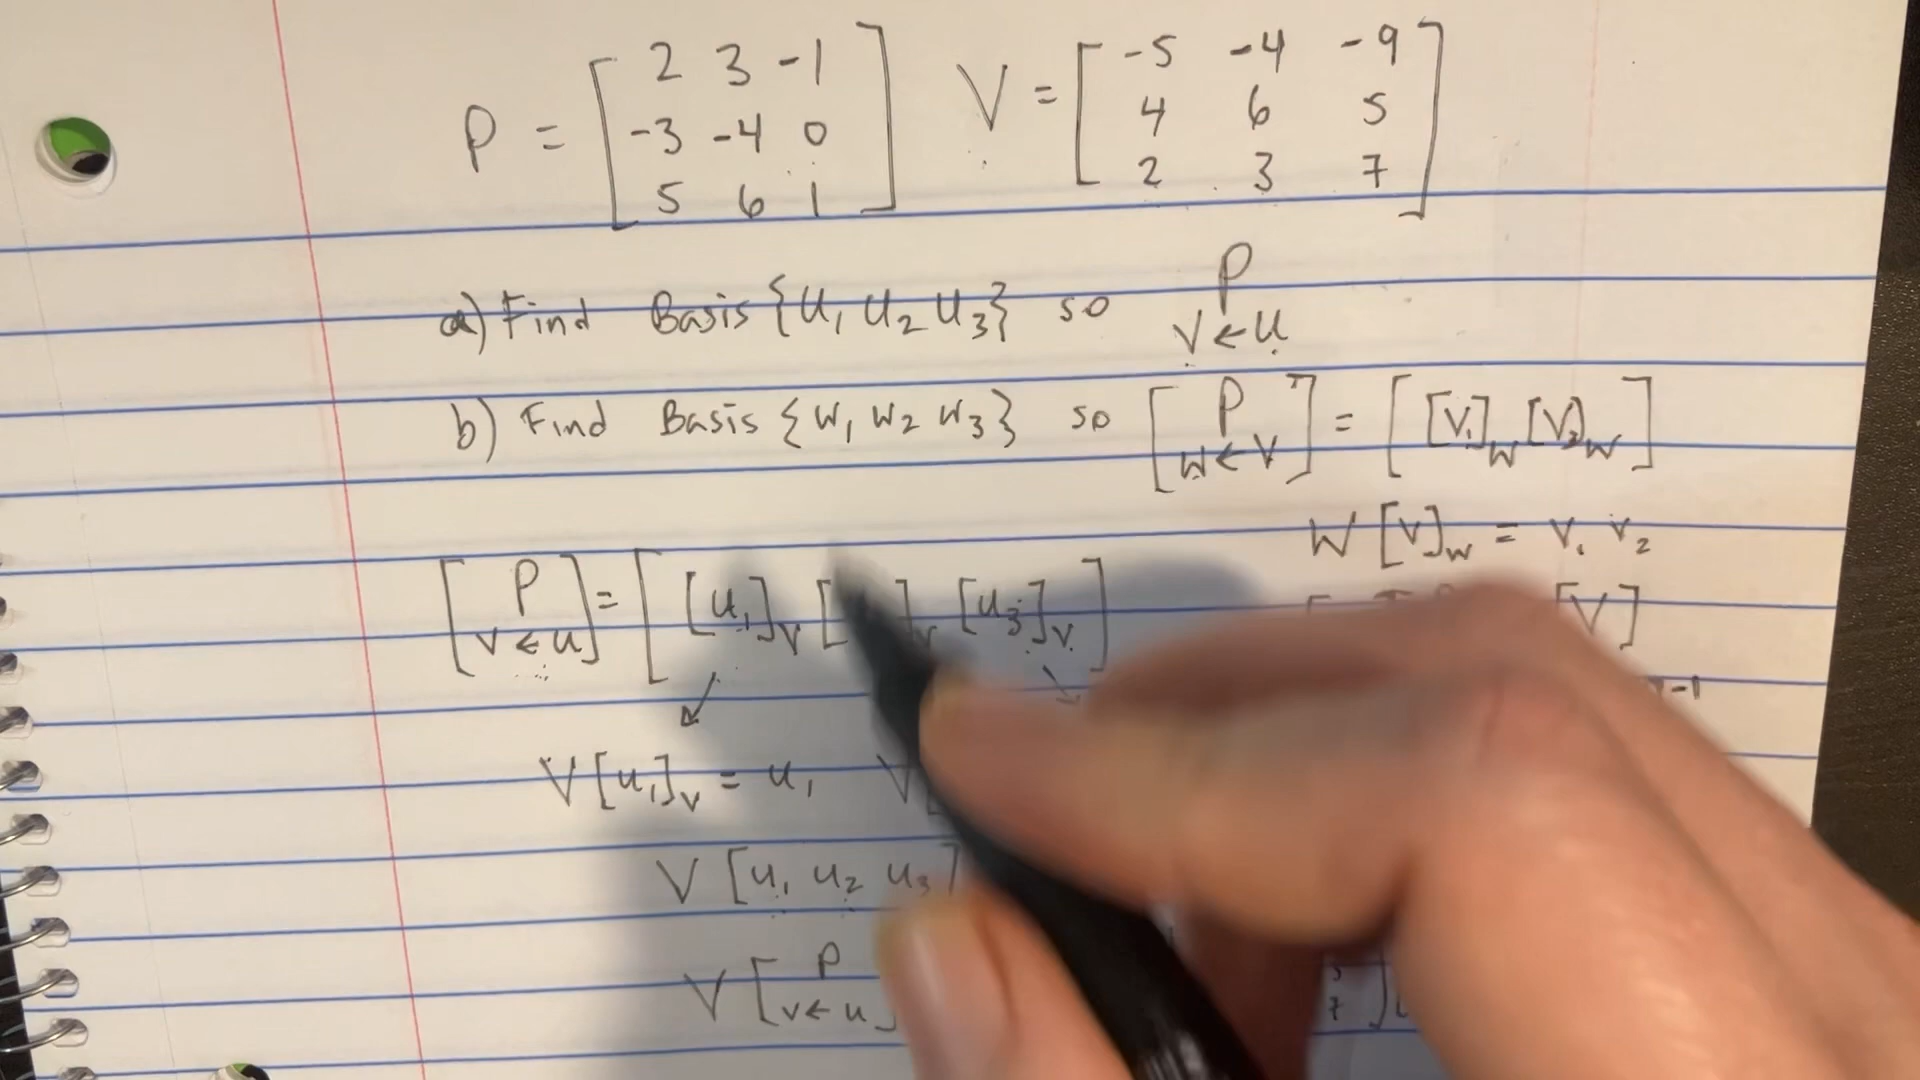 P = [ 2 3 -1 V = [ -5 -4 -9
-3 -4 0 4 6 5
5 6 1 ] 2 3 7 ]
a) Find Basis {u1 u2 u3} so P V←u
b) Find Basis {w1 w2 w3} so [ P W←V ] = [ [V1]W [V2]W ]
W [V]W = V1 V2
[ P V←u ] = [ [u1]V [ ]V [u3]V ] [V]
-1
V[u1]V = u1 V
V [u1 u2 u3]
V [ P V←u ] 7 ]